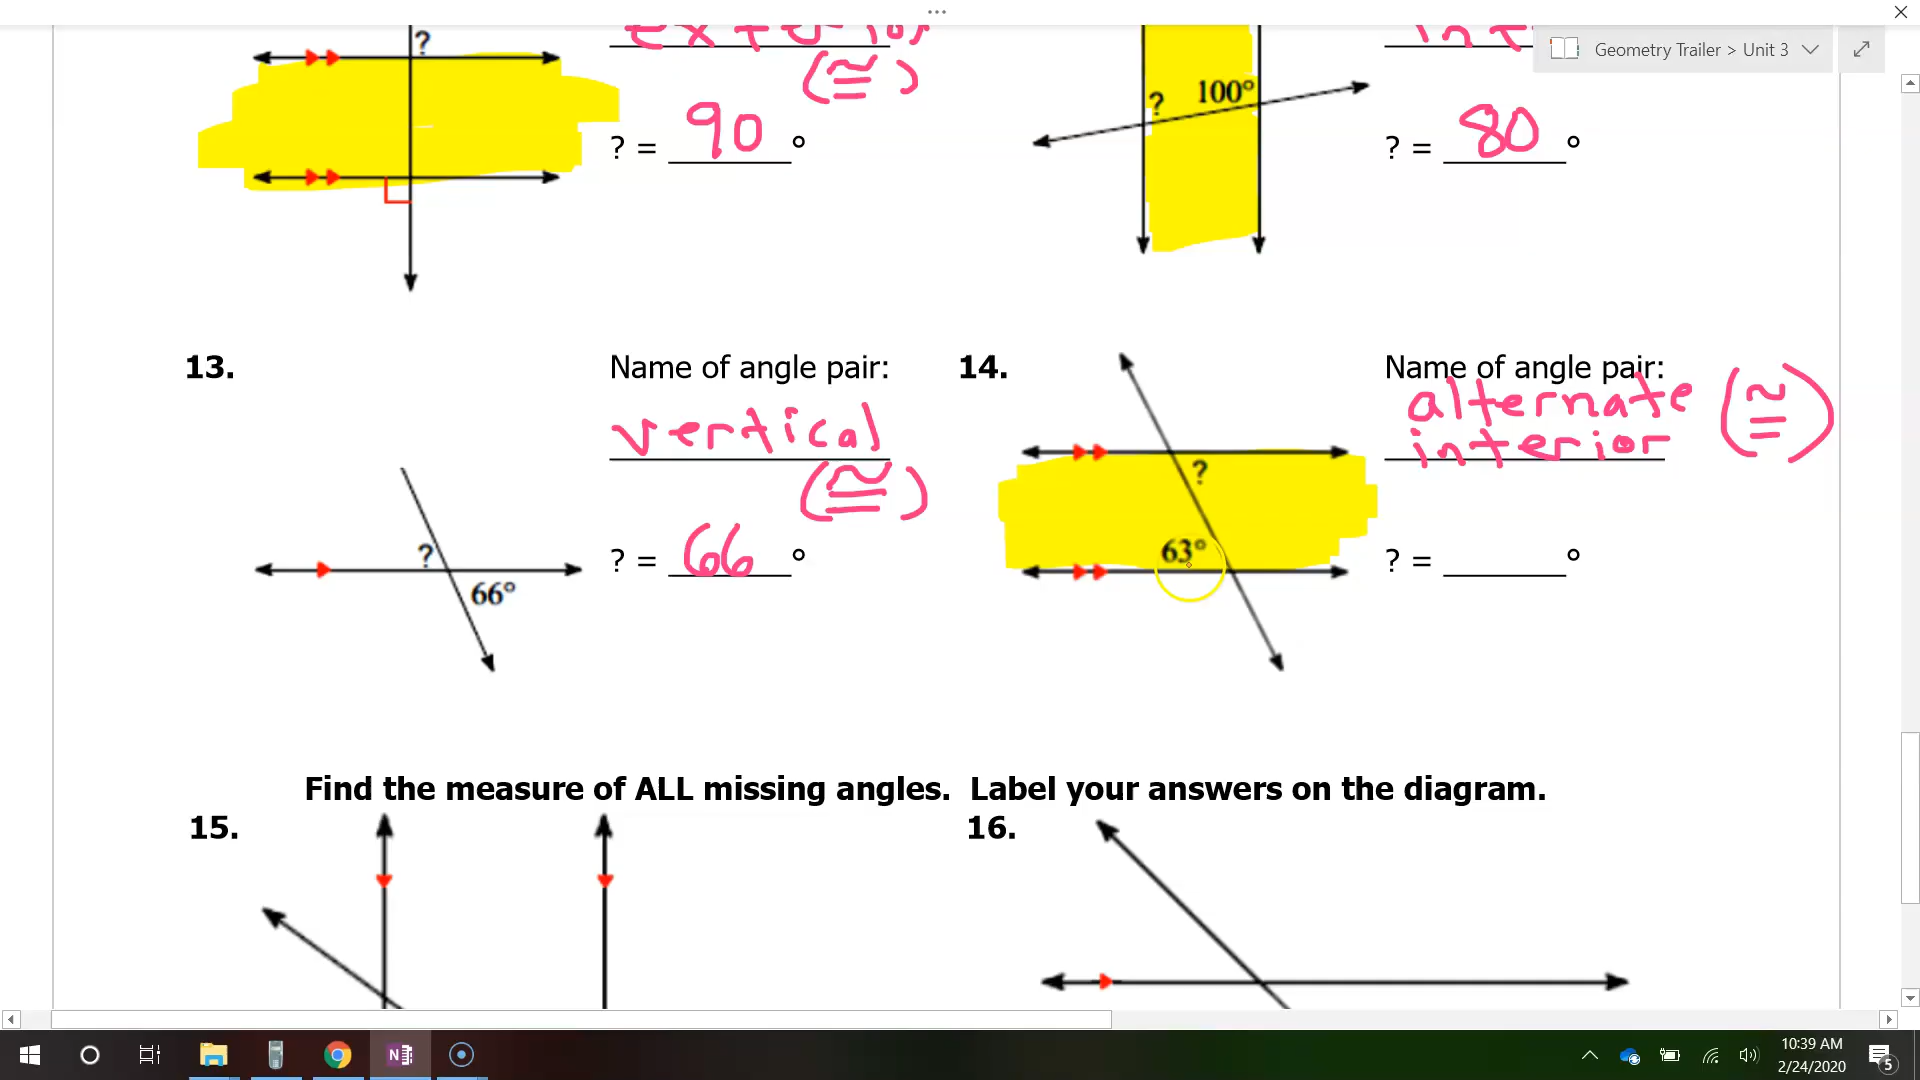 Geometry Trailer > Unit 3
?
(≅)
? = 90 °
? 100°
? = 80 °
13.
Name of angle pair:
vertical
(≅)
?
66°
? = 66 °
14.
Name of angle pair:
alternate
interior
(≅)
?
63°
? = ______ °
Find the measure of ALL missing angles. Label your answers on the diagram.
15.
16.
N
10:39 AM
2/24/2020
5